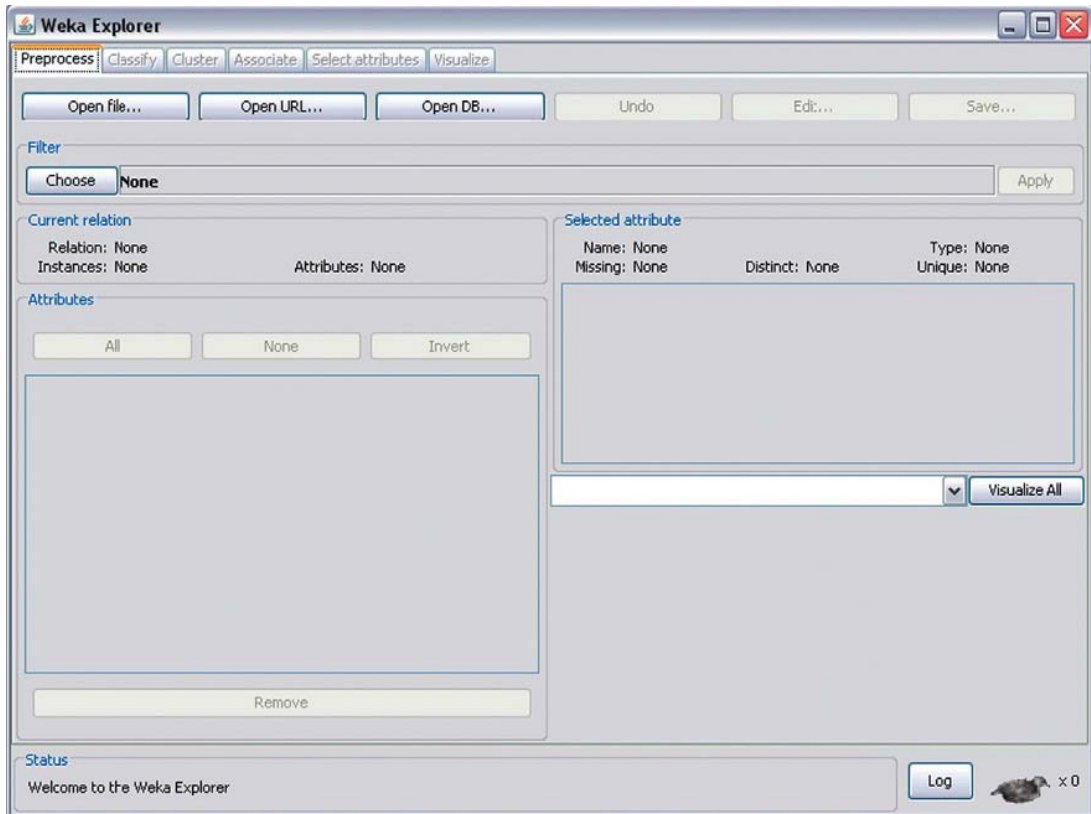 Weka Explorer
Preprocess Classify Cluster Associate Select attributes Visualize
Open file... Open URL... Open DB... Undo Edit... Save...
Filter
Choose None Apply
Current relation
Relation: None
Instances: None Attributes: None
Selected attribute
Name: None Type: None
Missing: None Distinct: None Unique: None
Attributes
All None Invert
Visualize All
Remove
Status
Welcome to the Weka Explorer
Log x 0